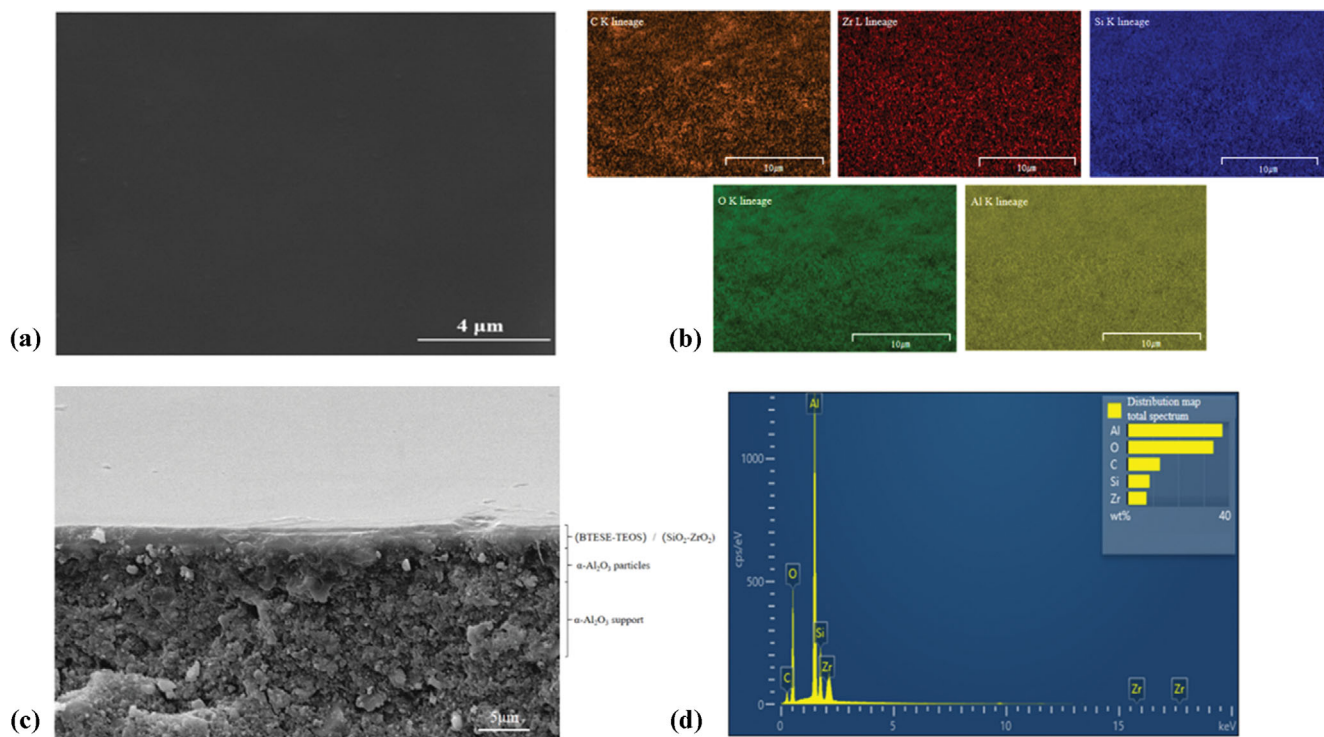 (a)
4 μm
(b)
C K lineage
10μm
Zr L lineage
10μm
Si K lineage
10μm
O K lineage
10μm
Al K lineage
10μm
(c)
(BTESE-TEOS) / (SiO₂-ZrO₂)
α-Al₂O₃ particles
α-Al₂O₃ support
5μm
(d)
cps/eV
1000
500
0
Al
O
Si
Zr
C
Zr
Zr
0
5
10
15
keV
Distribution map
total spectrum
Al
O
C
Si
Zr
wt%
40